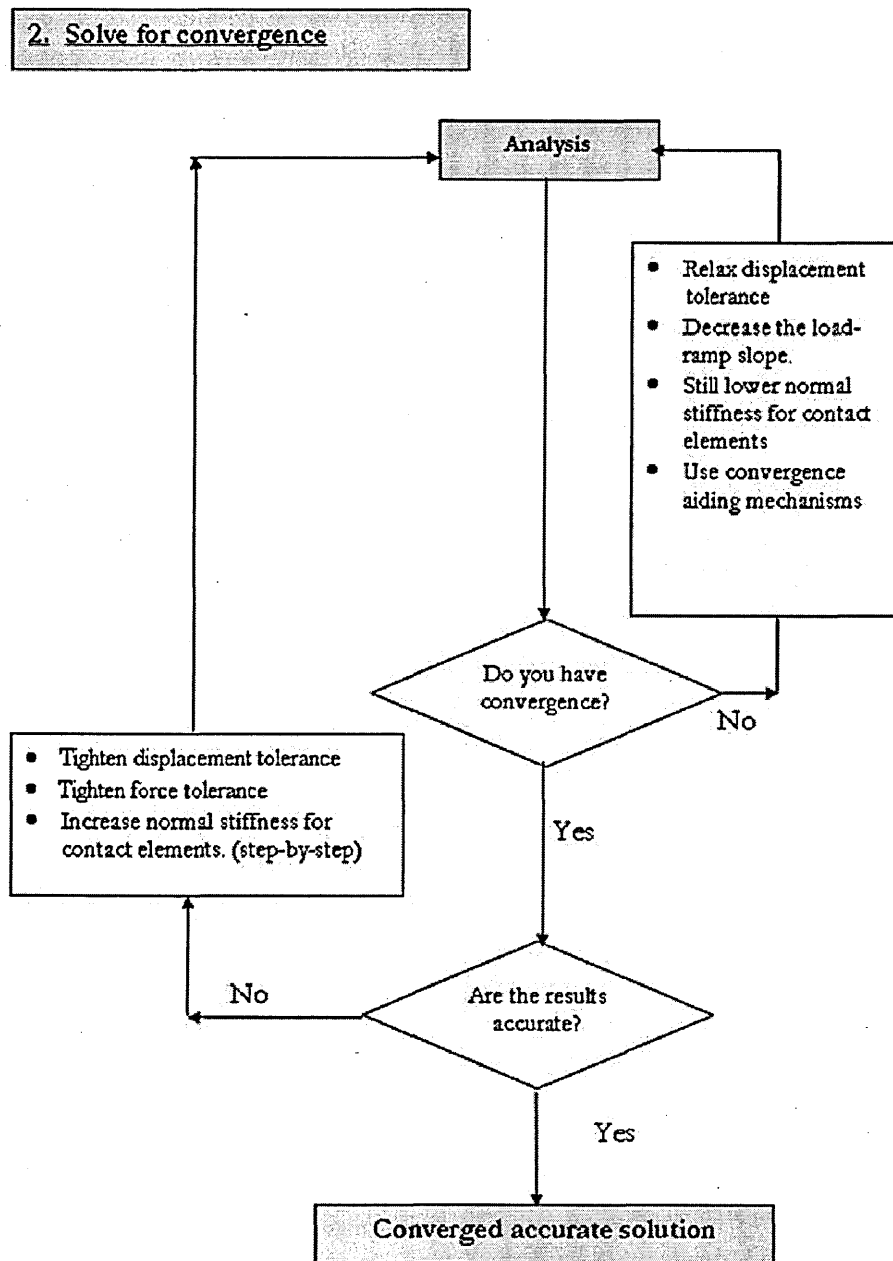 2. Solve for convergence
Analysis
• Relax displacement
tolerance
• Decrease the load-
ramp slope.
• Still lower normal
stiffness for contact
elements
• Use convergence
aiding mechanisms
Do you have
convergence?
No
• Tighten displacement tolerance
• Tighten force tolerance
• Increase normal stiffness for
contact elements. (step-by-step)
Yes
No
Are the results
accurate?
Yes
Converged accurate solution